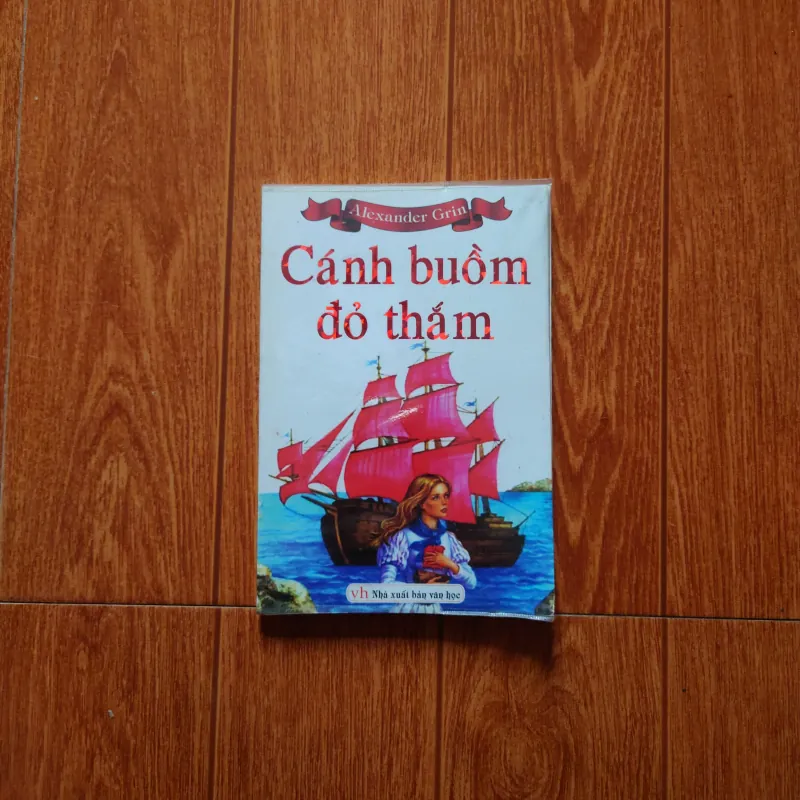 Alexander Grin
Cánh buồm
đỏ thắm
vh Nhà xuất bản văn học